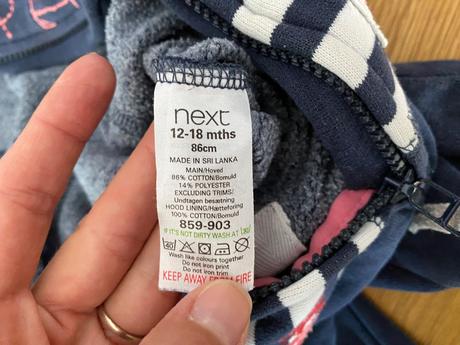 next
12-18 mths
86cm
MADE IN SRI LANKA
MAIN/Hoved
86% COTTON/Bomuld
14% POLYESTER
EXCLUDING TRIMS:
Undtagen besætning
HOOD LINING/Hætteforing
100% COTTON/Bomuld
859-903
IF IT'S NOT DIRTY WASH AT 30
40
Wash like colours together
Do not iron print
Do not iron trim
KEEP AWAY FROM FIRE